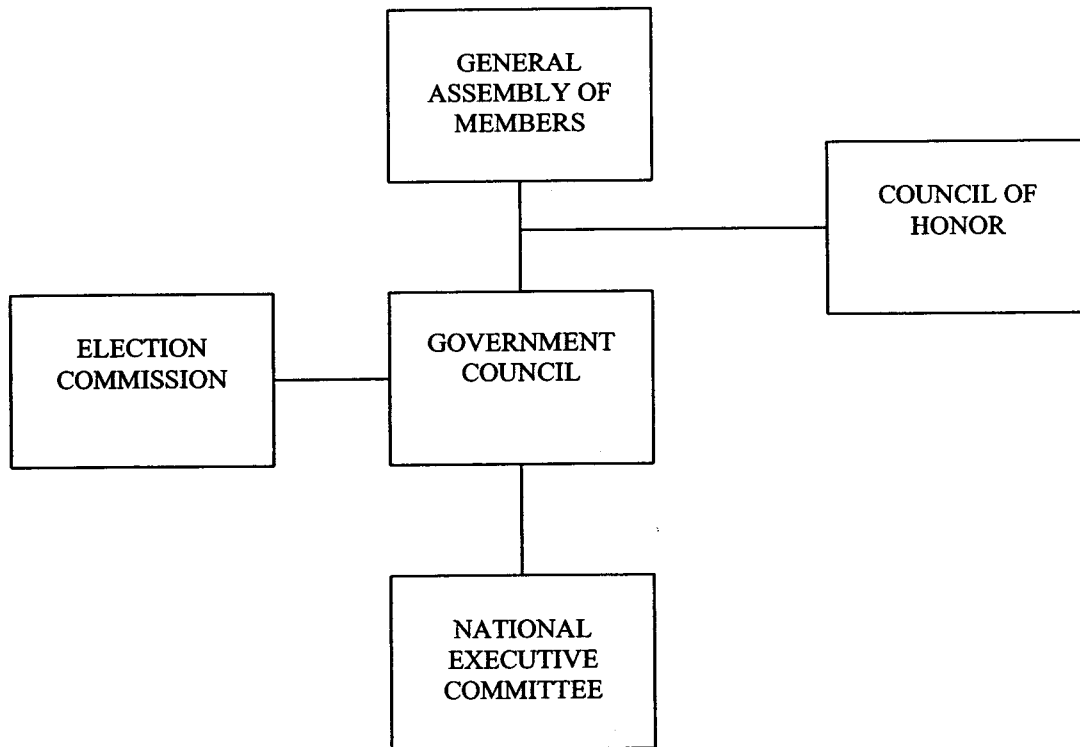 GENERAL
ASSEMBLY OF
MEMBERS
COUNCIL OF
HONOR
ELECTION
COMMISSION
GOVERNMENT
COUNCIL
NATIONAL
EXECUTIVE
COMMITTEE